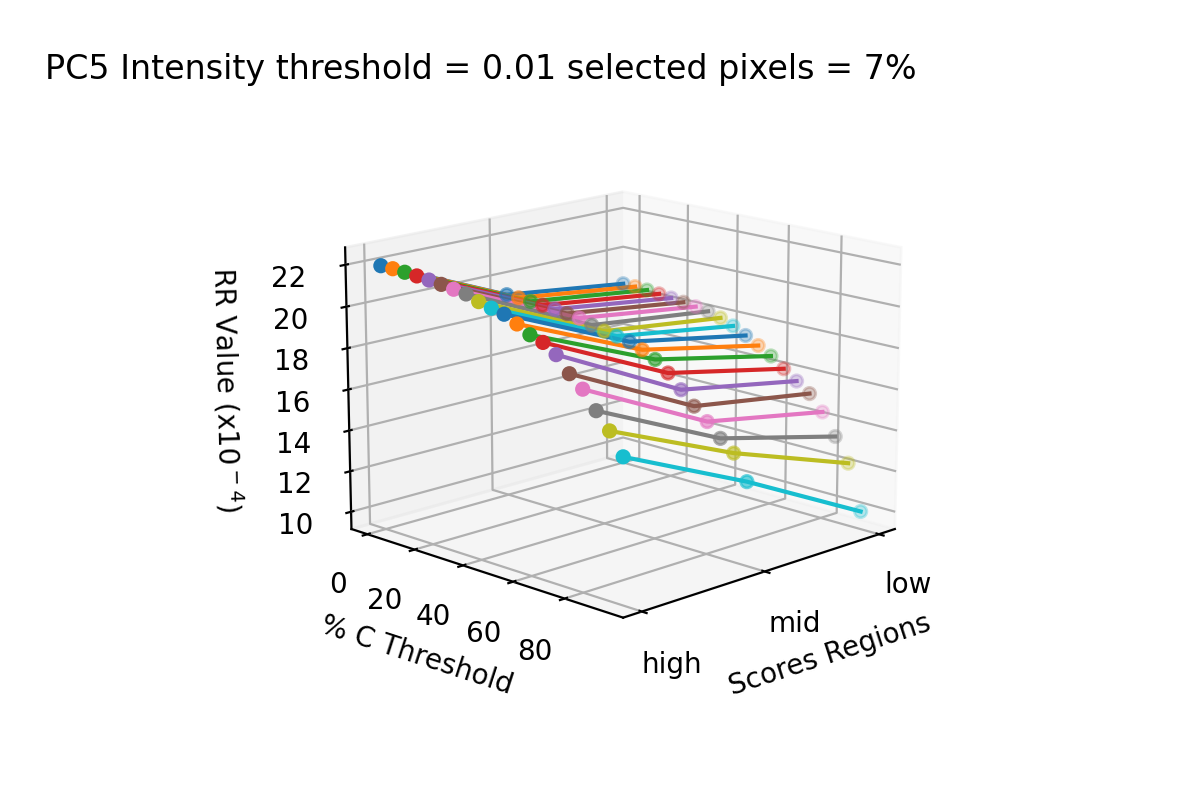 PC5 Intensity threshold = 0.01 selected pixels = 7%
RR Value (x10⁻⁴)
22
20
18
16
14
12
10
0
20
40
60
80
% C Threshold
high
mid
low
Scores Regions